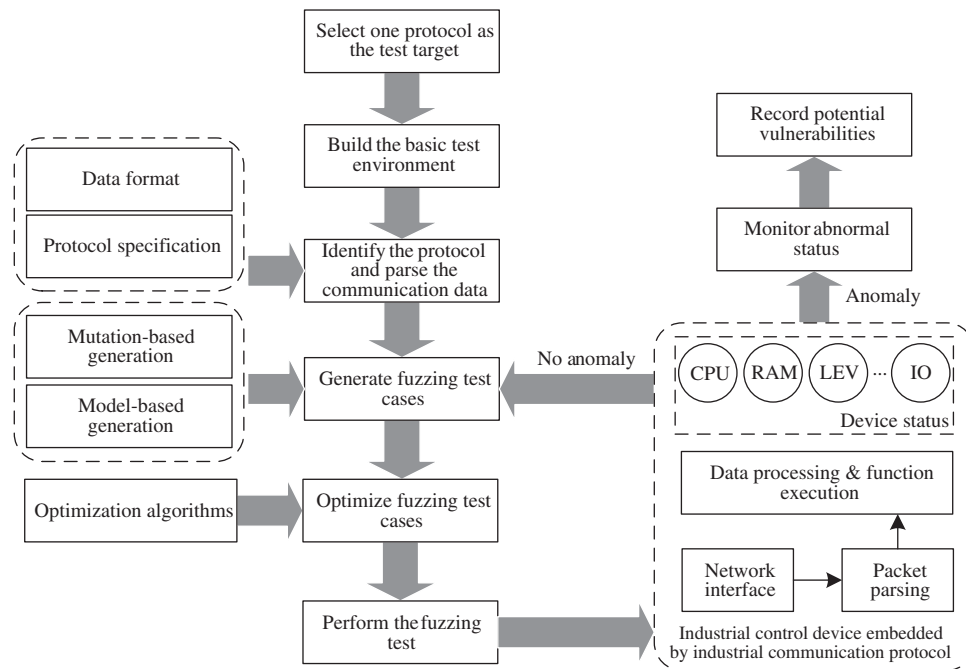 Select one protocol as
the test target
Build the basic test
environment
Data format
Protocol specification
Identify the protocol
and parse the
communication data
Mutation-based
generation
Model-based
generation
Generate fuzzing test
cases
Optimization algorithms
Optimize fuzzing test
cases
Perform the fuzzing
test
Record potential
vulnerabilities
Monitor abnormal
status
Anomaly
No anomaly
CPU
RAM
LEV
...
IO
Device status
Data processing & function
execution
Network
interface
Packet
parsing
Industrial control device embedded
by industrial communication protocol